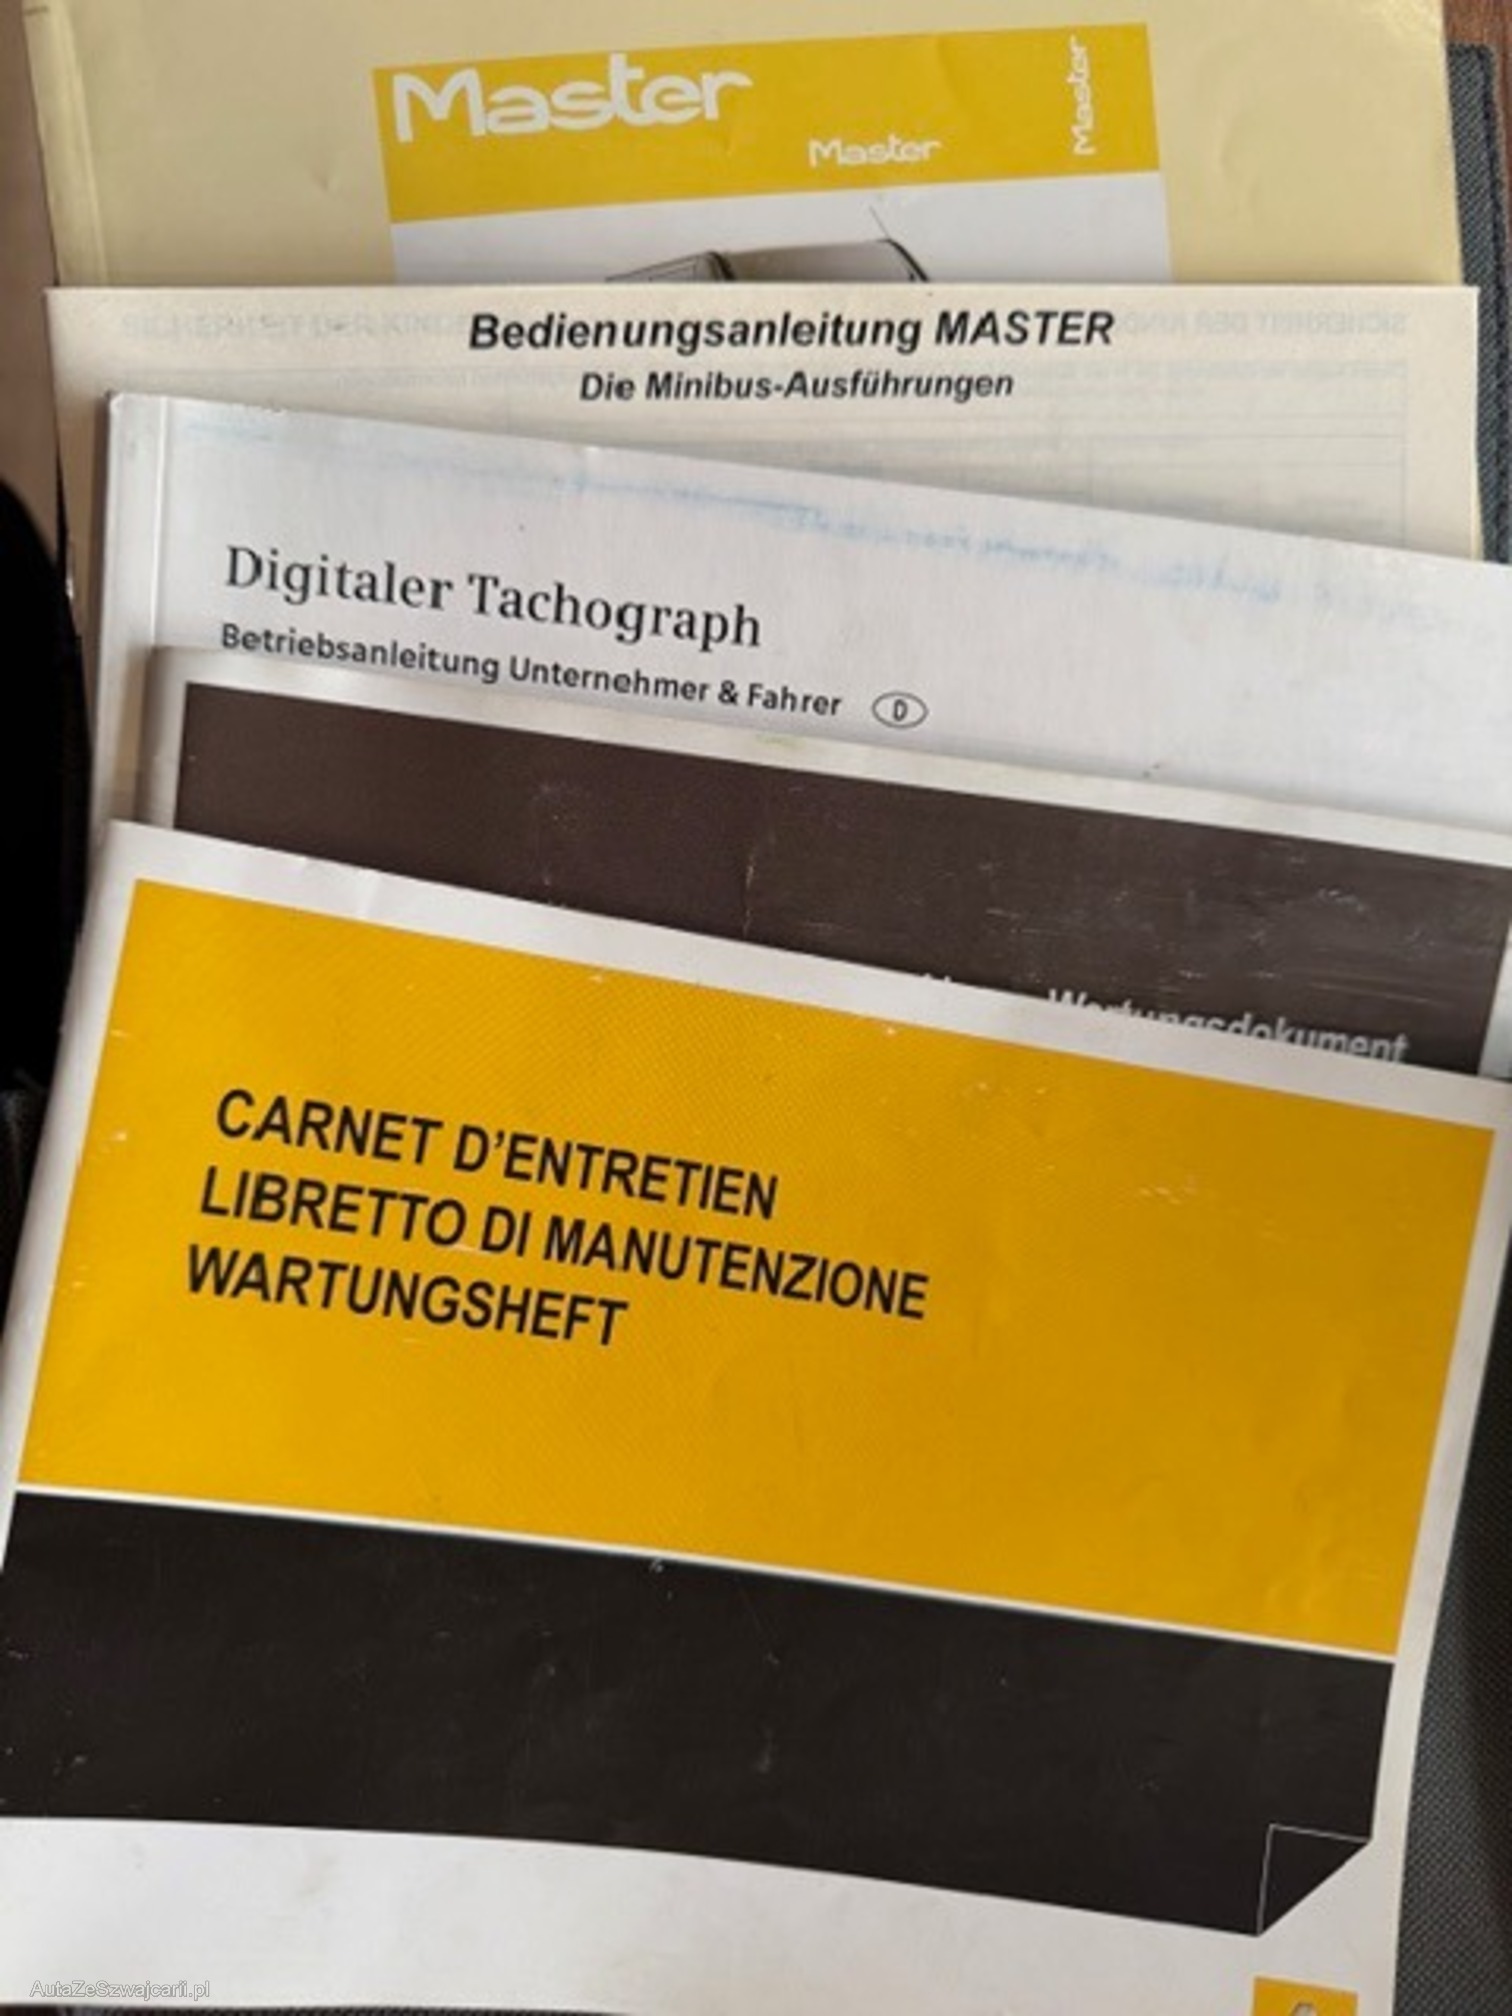 Master
Master
Master
Bedienungsanleitung MASTER
Die Minibus-Ausführungen
Digitaler Tachograph
Betriebsanleitung Unternehmer & Fahrer D
Wartungsdokument
CARNET D'ENTRETIEN
LIBRETTO DI MANUTENZIONE
WARTUNGSHEFT
AutaZeSzwajcarii.pl